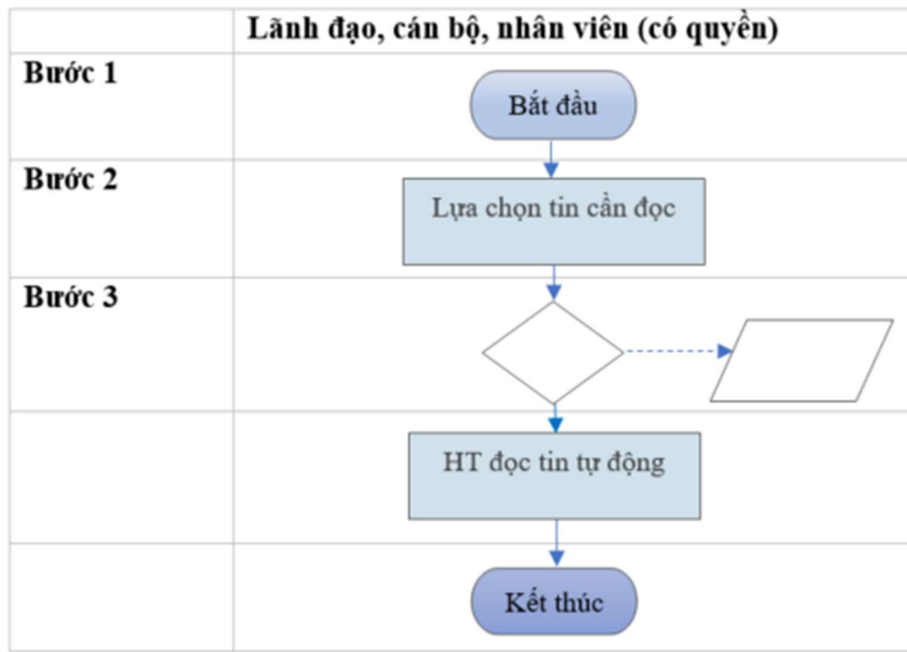 Lãnh đạo, cán bộ, nhân viên (có quyền)
Bước 1
Bắt đầu
Bước 2
Lựa chọn tin cần đọc
Bước 3
HT đọc tin tự động
Kết thúc